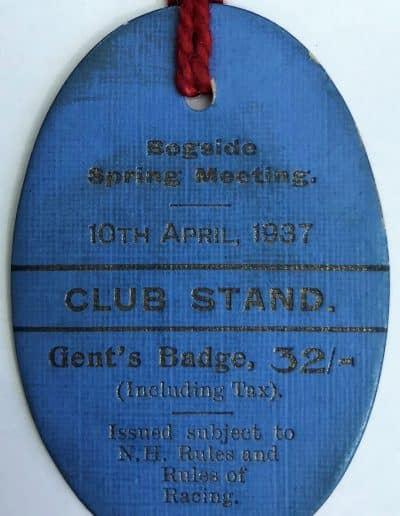 Bogside
Spring Meeting.
10TH APRIL, 1937
CLUB STAND.
Gent's Badge, 32/-
(Including Tax).
Issued subject to
N.H. Rules and
Rules of
Racing.